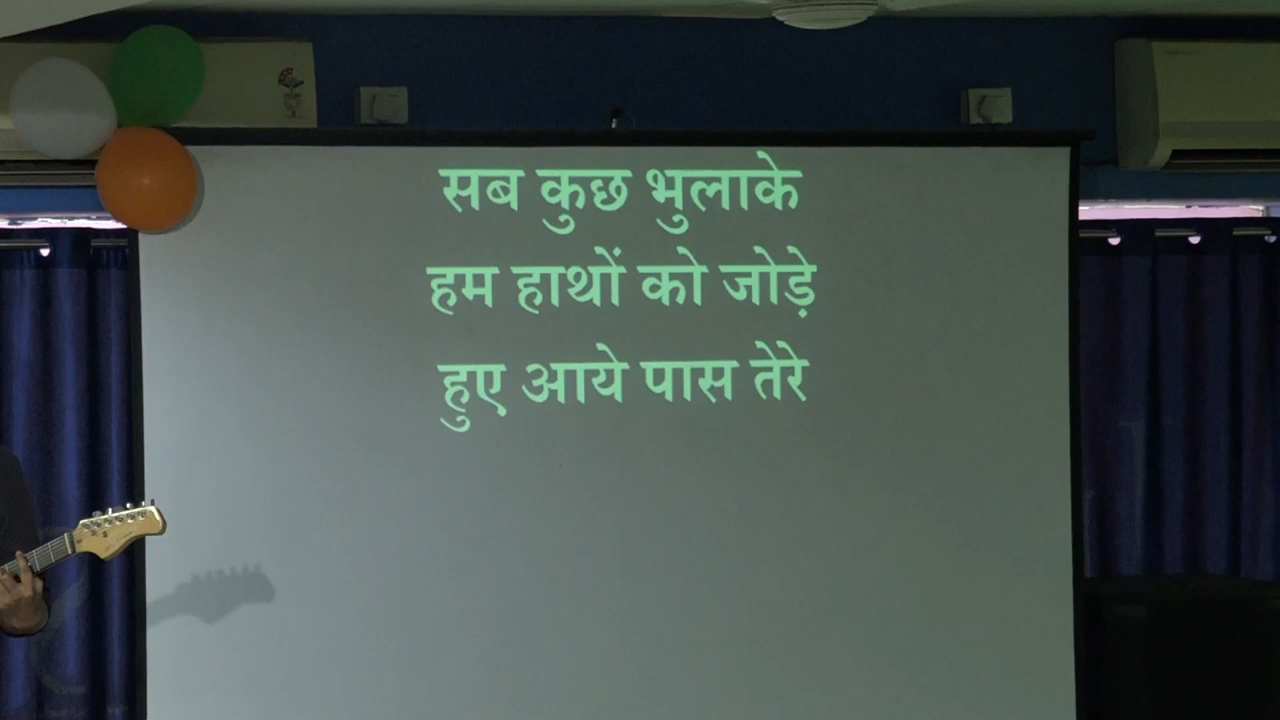 सब कुछ भुलाके
हम हाथों को जोड़े
हुए आये पास तेरे